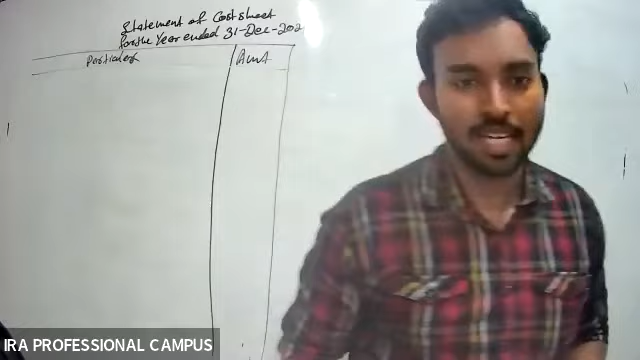 Statement of Cost sheet
for the Year ended 31-Dec-202
Particular
Amt
IRA PROFESSIONAL CAMPUS